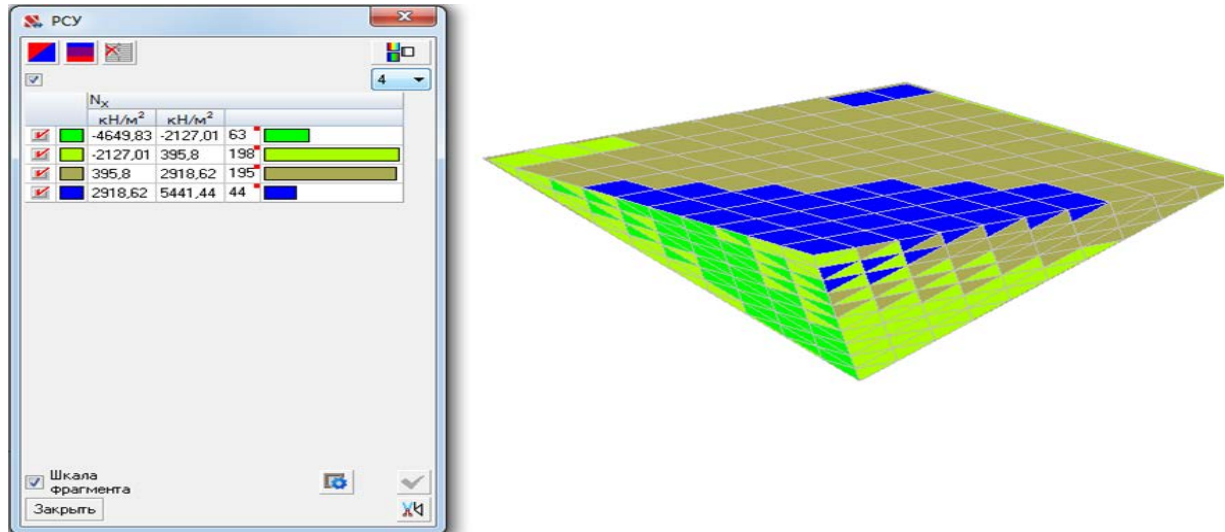 РСУ
4
Nx
кН/м² кН/м²
-4649,83 -2127,01 63
-2127,01 395,8 198
395,8 2918,62 195
2918,62 5441,44 44
Шкала
фрагмента
Закрыть